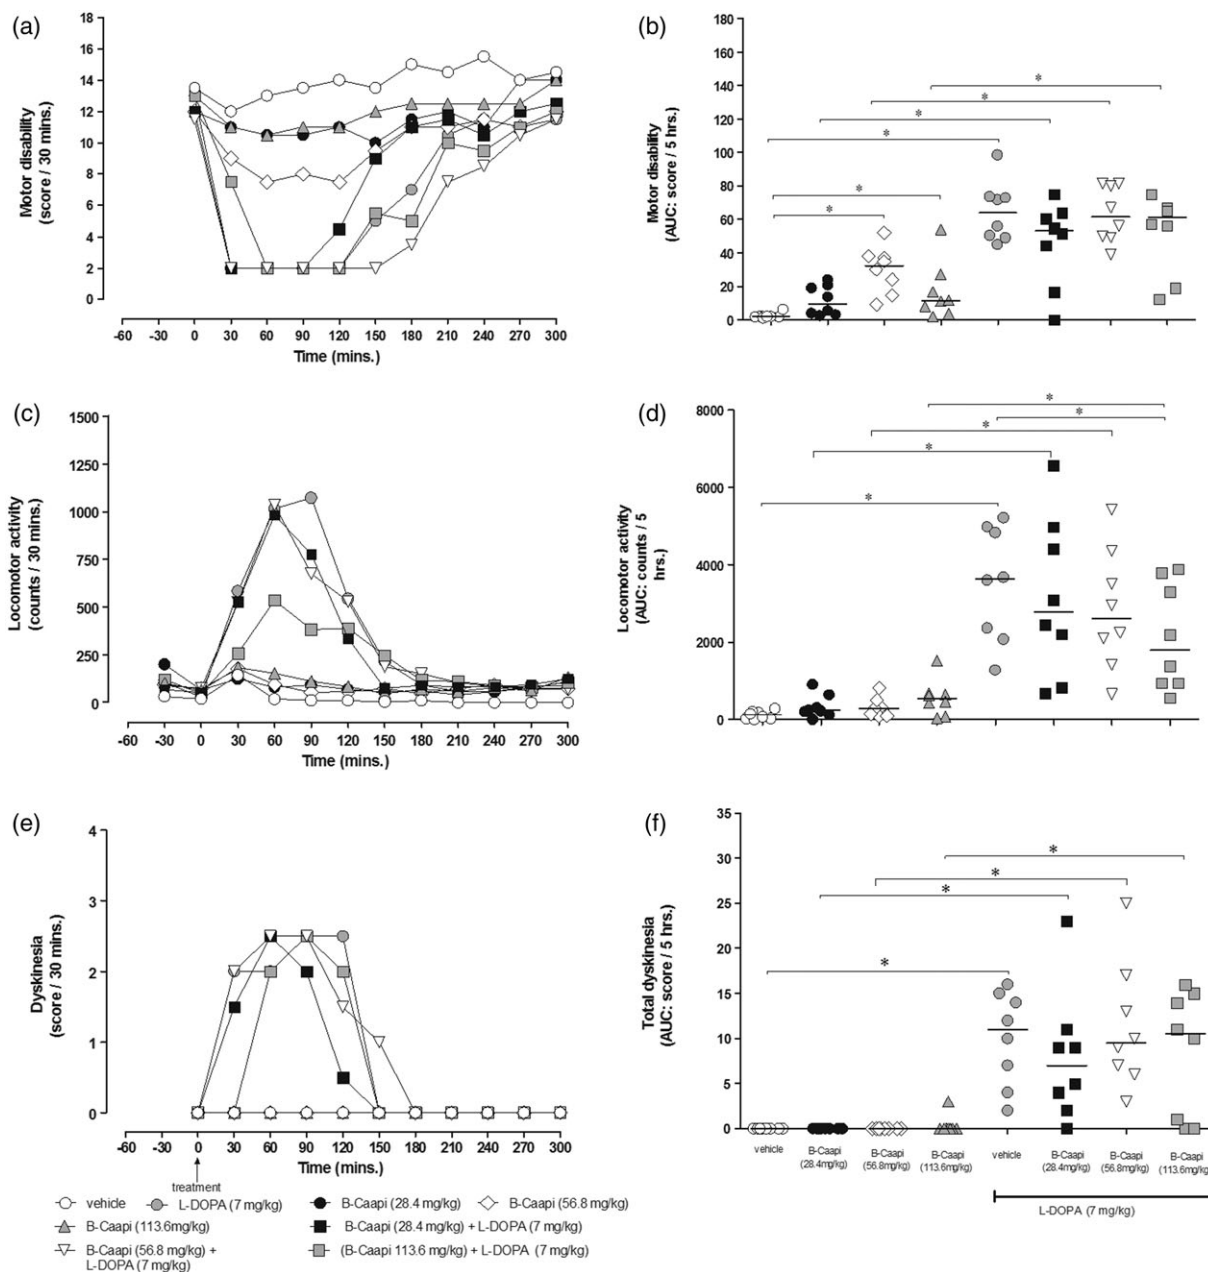 (a)
Motor disability
(score / 30 mins.)
18
16
14
12
10
8
6
4
2
0
-60 -30 0 30 60 90 120 150 180 210 240 270 300
Time (mins.)
(b)
Motor disability
(AUC: score / 5 hrs.)
180
160
140
120
100
80
60
40
20
0
*
*
*
*
*
*
(c)
Locomotor activity
(counts / 30 mins.)
1500
1250
1000
750
500
250
0
-60 -30 0 30 60 90 120 150 180 210 240 270 300
Time (mins.)
(d)
Locomotor activity
(AUC: counts / 5
hrs.)
8000
6000
4000
2000
0
*
*
*
*
*
(e)
Dyskinesia
(score / 30 mins.
4
3
2
1
0
-60 -30 0 30 60 90 120 150 180 210 240 270 300
Time (mins.)
treatment
(f)
Total dyskinesia
(AUC: score / 5 hrs.)
35
30
25
20
15
10
5
0
*
*
*
*
vehicle B-Caapi B-Caapi B-Caapi vehicle B-Caapi B-Caapi B-Caapi
(28.4mg/kg) (56.8mg/kg) (113.6mg/kg) (28.4mg/kg) (56.8mg/kg) (113.6mg/kg)
L-DOPA (7 mg/kg)
vehicle L-DOPA (7 mg/kg) B-Caapi (28.4 mg/kg) B-Caapi (56.8 mg/kg)
B-Caapi (113.6mg/kg) B-Caapi (28.4 mg/kg) + L-DOPA (7 mg/kg)
B-Caapi (56.8 mg/kg) + (B-Caapi 113.6 mg/kg) + L-DOPA (7 mg/kg)
L-DOPA (7 mg/kg)